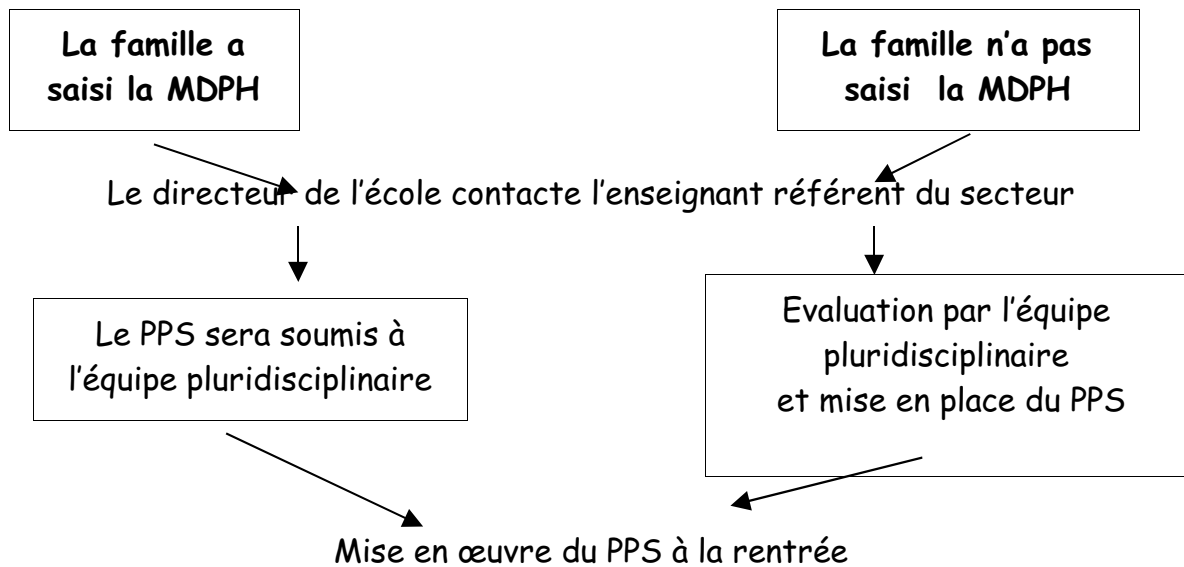 La famille a
saisi la MDPH
La famille n'a pas
saisi la MDPH
Le directeur de l'école contacte l'enseignant référent du secteur
Le PPS sera soumis à
l'équipe pluridisciplinaire
Evaluation par l'équipe
pluridisciplinaire
et mise en place du PPS
Mise en œuvre du PPS à la rentrée